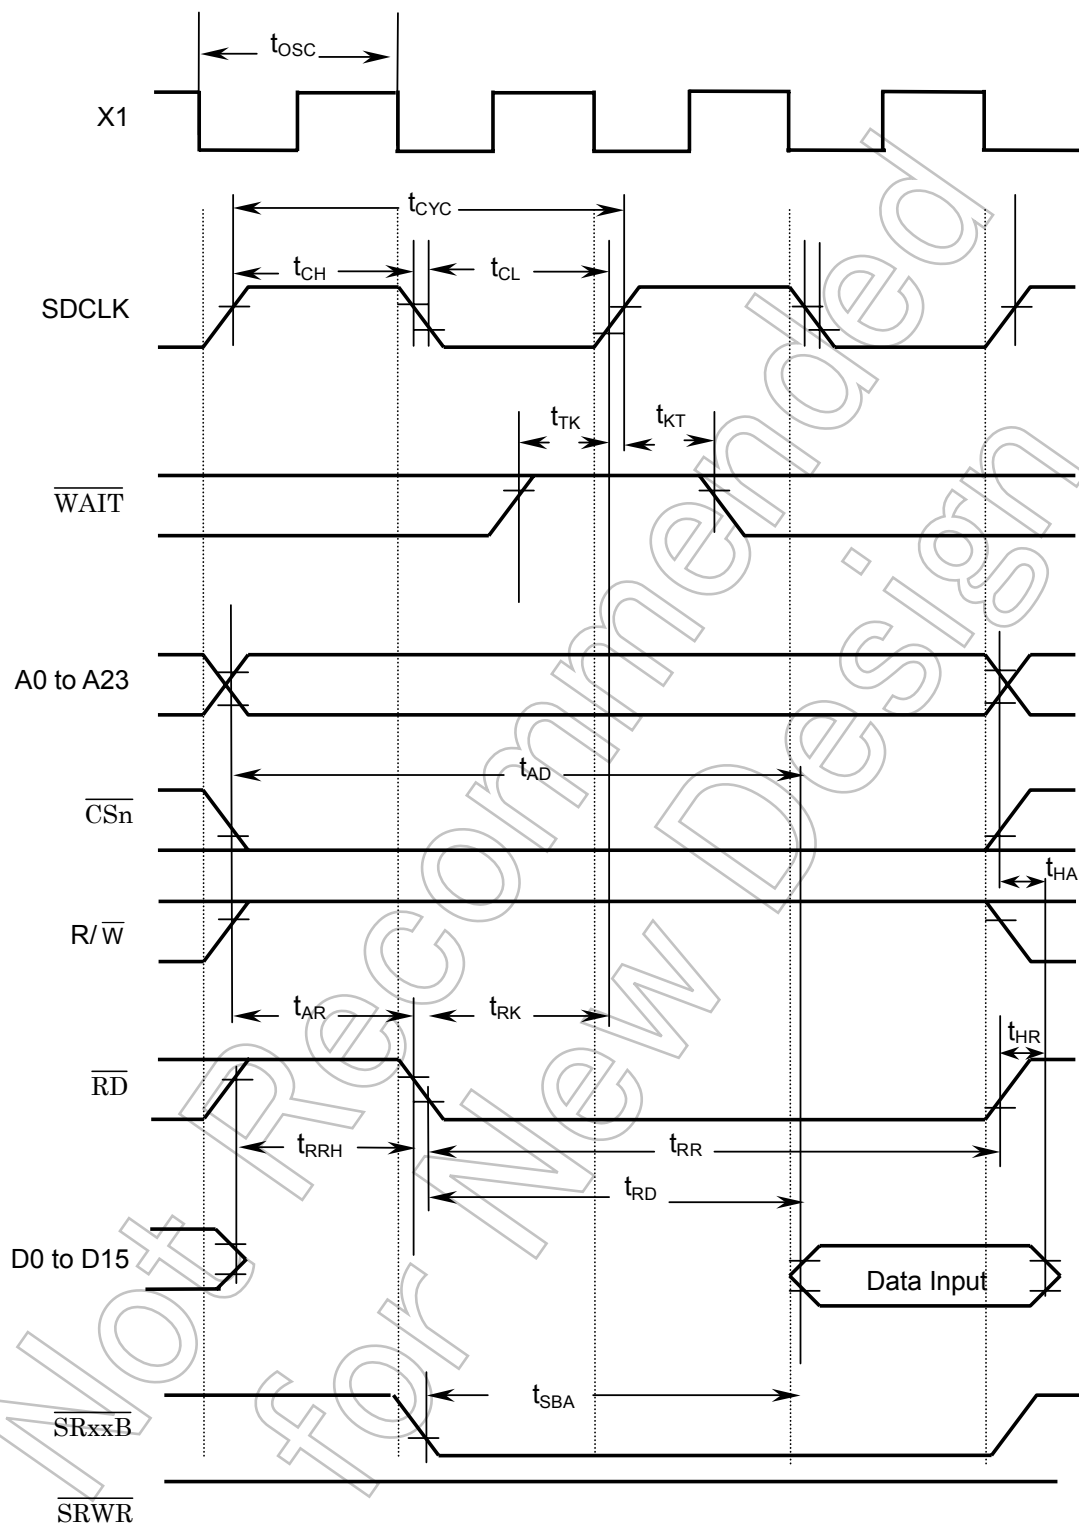 tOSC
X1
tCYC
tCH
tCL
SDCLK
tTK
tKT
WAIT
A0 to A23
tAD
CSn
tHA
R/W
tAR
tRK
tHR
RD
tRRH
tRR
tRD
D0 to D15
Data Input
tSBA
SRxxB
SRWR
Not Recommended
for New Design